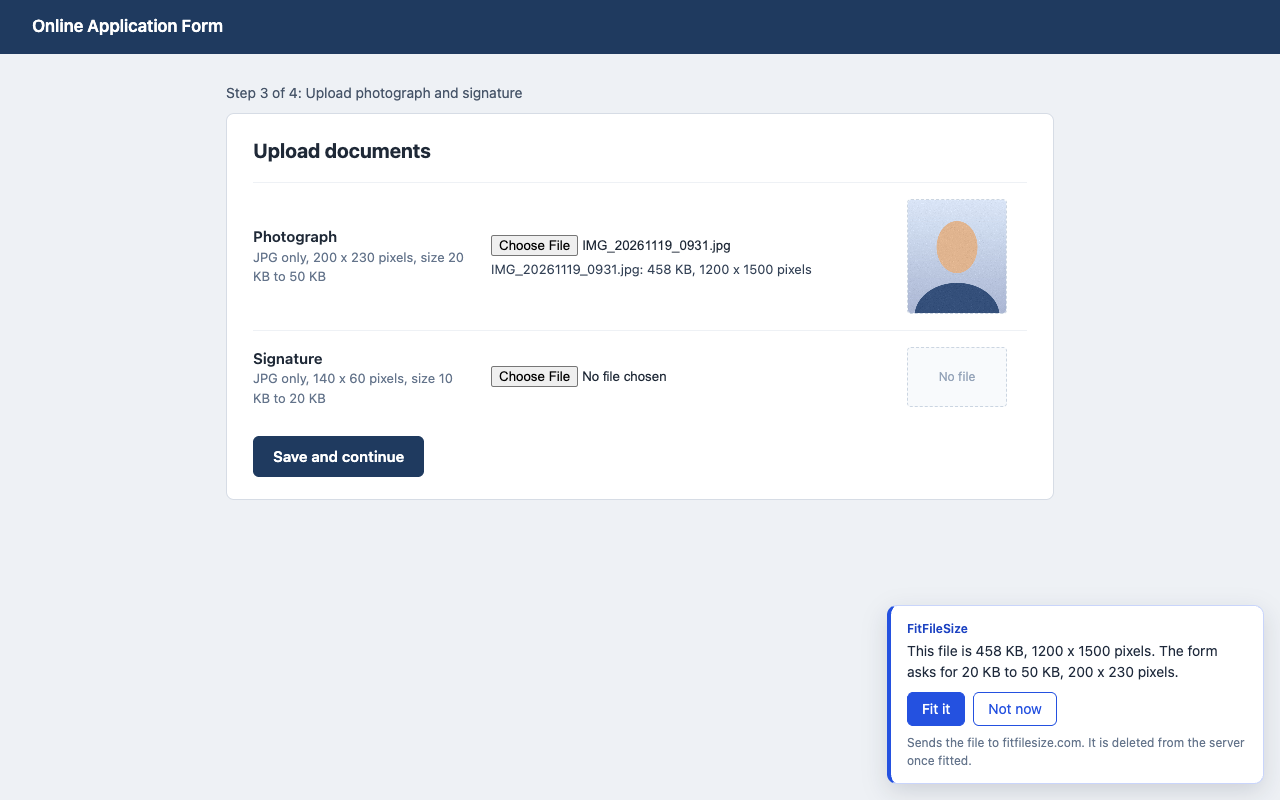 Online Application Form
Step 3 of 4: Upload photograph and signature
Upload documents
Photograph
JPG only, 200 x 230 pixels, size 20
KB to 50 KB
Choose File IMG_20261119_0931.jpg
IMG_20261119_0931.jpg: 458 KB, 1200 x 1500 pixels
Signature
JPG only, 140 x 60 pixels, size 10
KB to 20 KB
Choose File No file chosen
No file
Save and continue
FitFileSize
This file is 458 KB, 1200 x 1500 pixels. The form
asks for 20 KB to 50 KB, 200 x 230 pixels.
Fit it
Not now
Sends the file to fitfilesize.com. It is deleted from the server
once fitted.